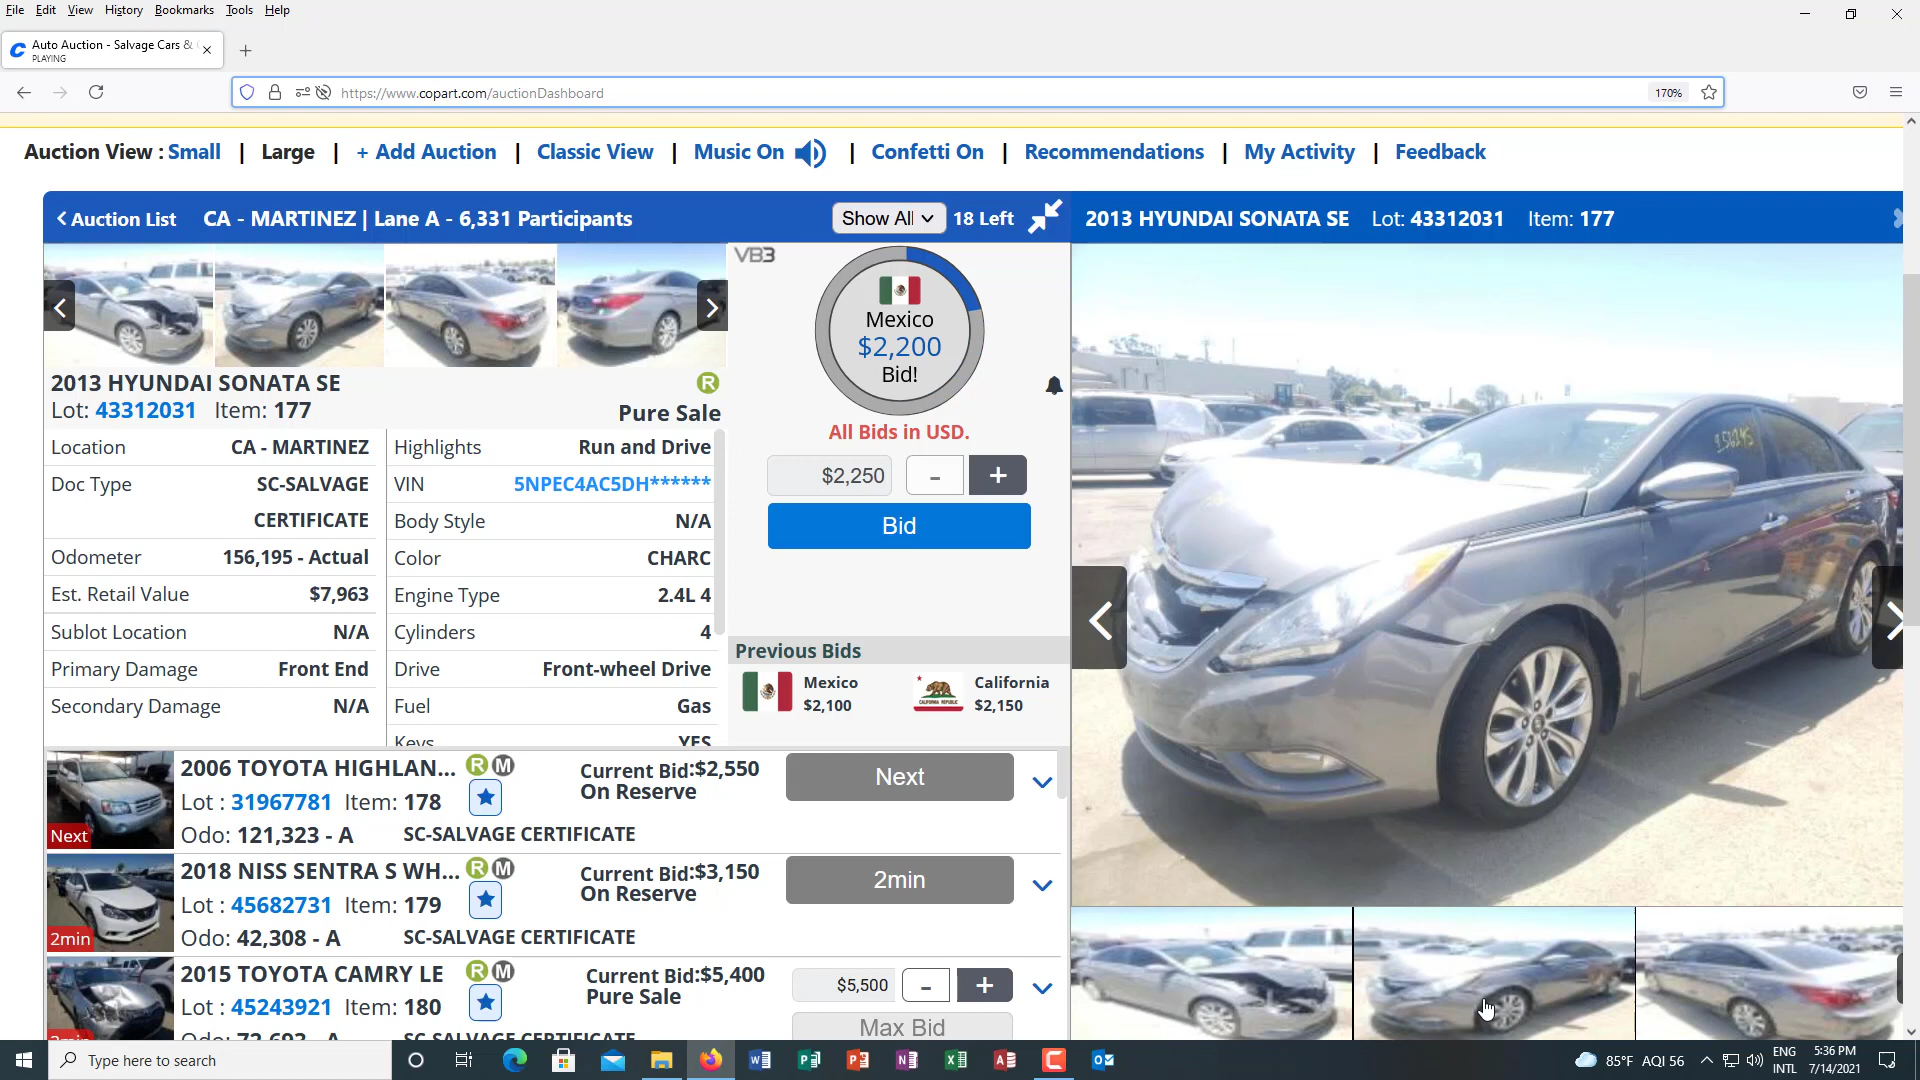 File Edit View History Bookmarks Tools Help
Auto Auction - Salvage Cars &
PLAYING
https://www.copart.com/auctionDashboard
170%
Auction View : Small | Large | + Add Auction | Classic View | Music On | Confetti On | Recommendations | My Activity | Feedback
Auction List CA - MARTINEZ | Lane A - 6,331 Participants Show All 18 Left
2013 HYUNDAI SONATA SE Lot: 43312031 Item: 177
VB3
Mexico
$2,200
Bid!
All Bids in USD.
$2,250 - +
Bid
2013 HYUNDAI SONATA SE R
Lot: 43312031 Item: 177 Pure Sale
Location CA - MARTINEZ
Doc Type SC-SALVAGE
CERTIFICATE
Odometer 156,195 - Actual
Est. Retail Value $7,963
Sublot Location N/A
Primary Damage Front End
Secondary Damage N/A
Highlights Run and Drive
VIN 5NPEC4AC5DH******
Body Style N/A
Color CHARC
Engine Type 2.4L 4
Cylinders 4
Drive Front-wheel Drive
Fuel Gas
Keys YES
Previous Bids
Mexico
$2,100
California
$2,150
2006 TOYOTA HIGHLAN... R M
Lot : 31967781 Item: 178
Odo: 121,323 - A SC-SALVAGE CERTIFICATE
Current Bid:$2,550
On Reserve
Next
Next
2018 NISS SENTRA S WH... R M
Lot : 45682731 Item: 179
Odo: 42,308 - A SC-SALVAGE CERTIFICATE
Current Bid:$3,150
On Reserve
2min
2min
2015 TOYOTA CAMRY LE R M
Lot : 45243921 Item: 180
Odo: 72,693 - A SC-SALVAGE CERTIFICATE
Current Bid:$5,400
Pure Sale
$5,500 - +
Max Bid
Type here to search
85°F AQI 56
ENG
INTL
5:36 PM
7/14/2021